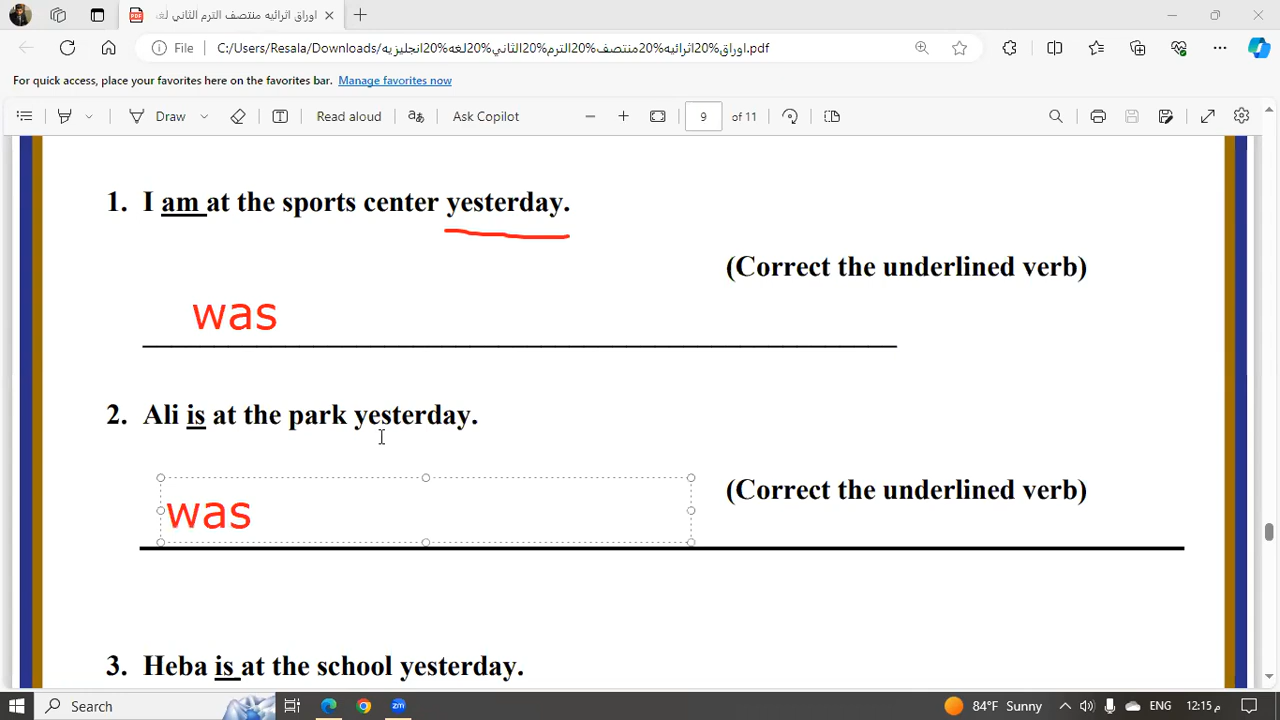 اوراق اثرائيه منتصف الترم الثاني لغ
File C:/Users/Resala/Downloads/اوراق%20اثرائيه%20منتصف%20الترم%20الثاني%20لغه%20انجليزيه.pdf
For quick access, place your favorites here on the favorites bar. Manage favorites now
Draw Read aloud Ask Copilot 9 of 11
1. I am at the sports center yesterday.
(Correct the underlined verb)
was
2. Ali is at the park yesterday.
(Correct the underlined verb)
was
3. Heba is at the school yesterday.
Search 84°F Sunny ENG 12:15 م